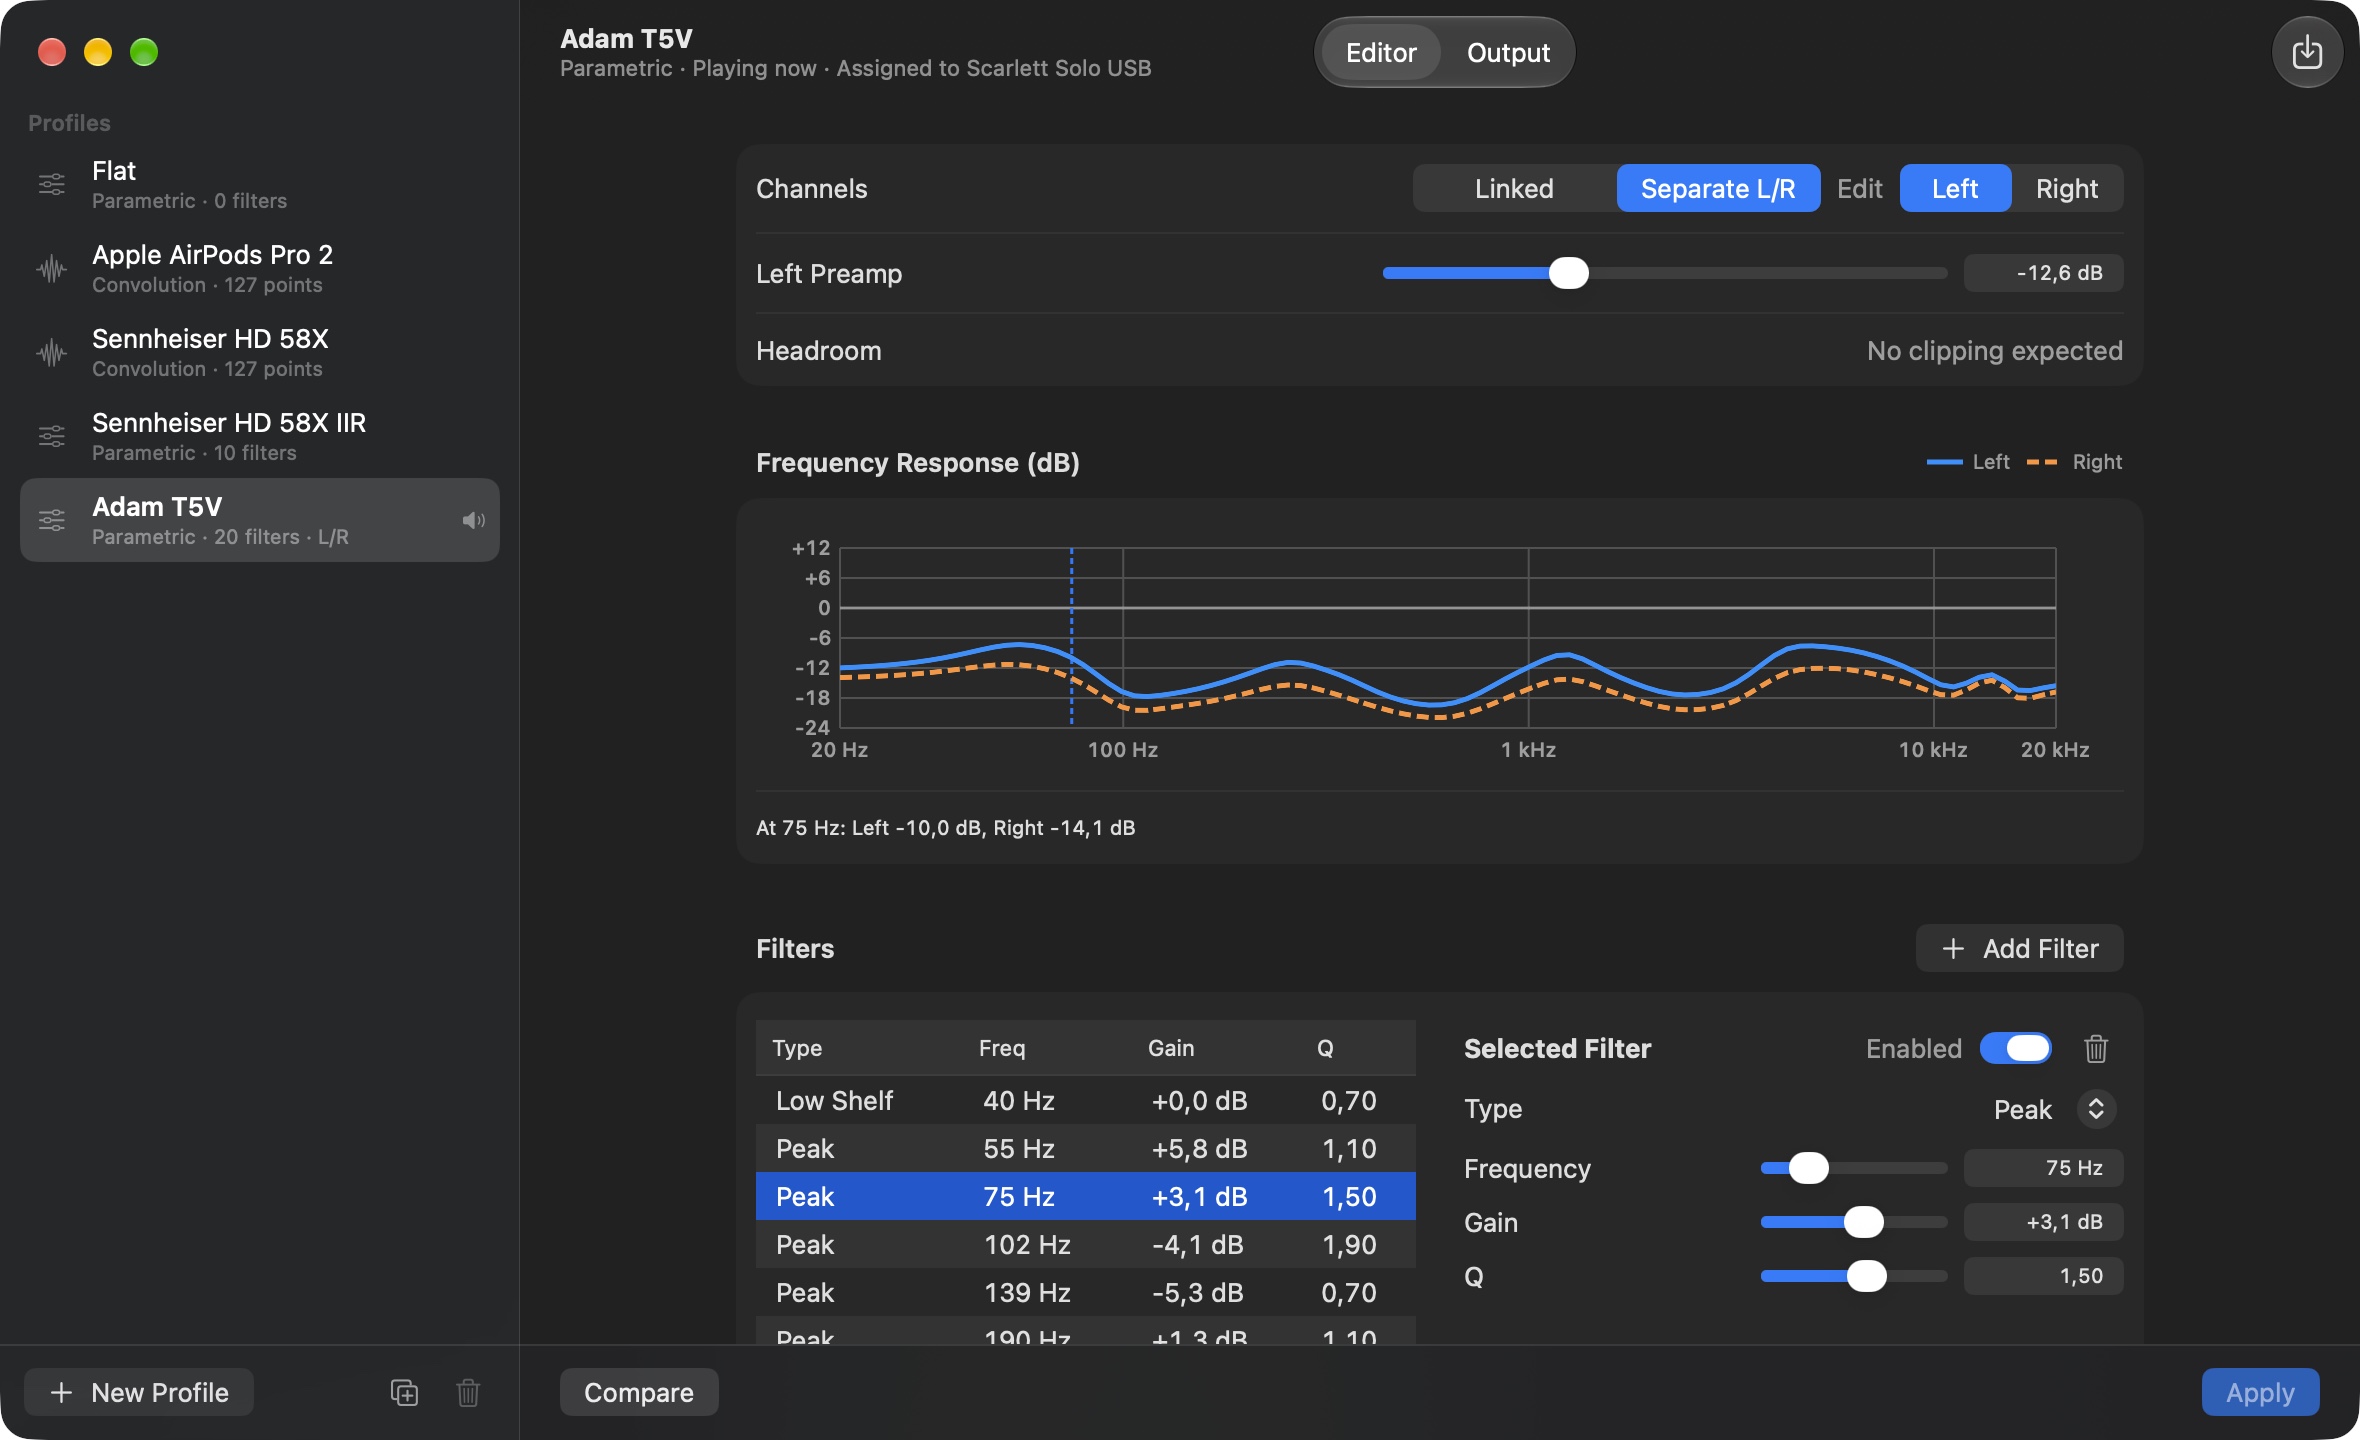 Adam T5V
Parametric · Playing now · Assigned to Scarlett Solo USB
Editor
Output
Profiles
Flat
Parametric · 0 filters
Apple AirPods Pro 2
Convolution · 127 points
Sennheiser HD 58X
Convolution · 127 points
Sennheiser HD 58X IIR
Parametric · 10 filters
Adam T5V
Parametric · 20 filters · L/R
Channels
Linked
Separate L/R
Edit
Left
Right
Left Preamp
-12,6 dB
Headroom
No clipping expected
Frequency Response (dB)
Left
Right
+12
+6
0
-6
-12
-18
-24
20 Hz
100 Hz
1 kHz
10 kHz
20 kHz
At 75 Hz: Left -10,0 dB, Right -14,1 dB
Filters
Add Filter
Type Freq Gain Q
Low Shelf 40 Hz +0,0 dB 0,70
Peak 55 Hz +5,8 dB 1,10
Peak 75 Hz +3,1 dB 1,50
Peak 102 Hz -4,1 dB 1,90
Peak 139 Hz -5,3 dB 0,70
Peak 190 Hz +1,3 dB 1,10
Selected Filter
Enabled
Type
Peak
Frequency
75 Hz
Gain
+3,1 dB
Q
1,50
New Profile
Compare
Apply